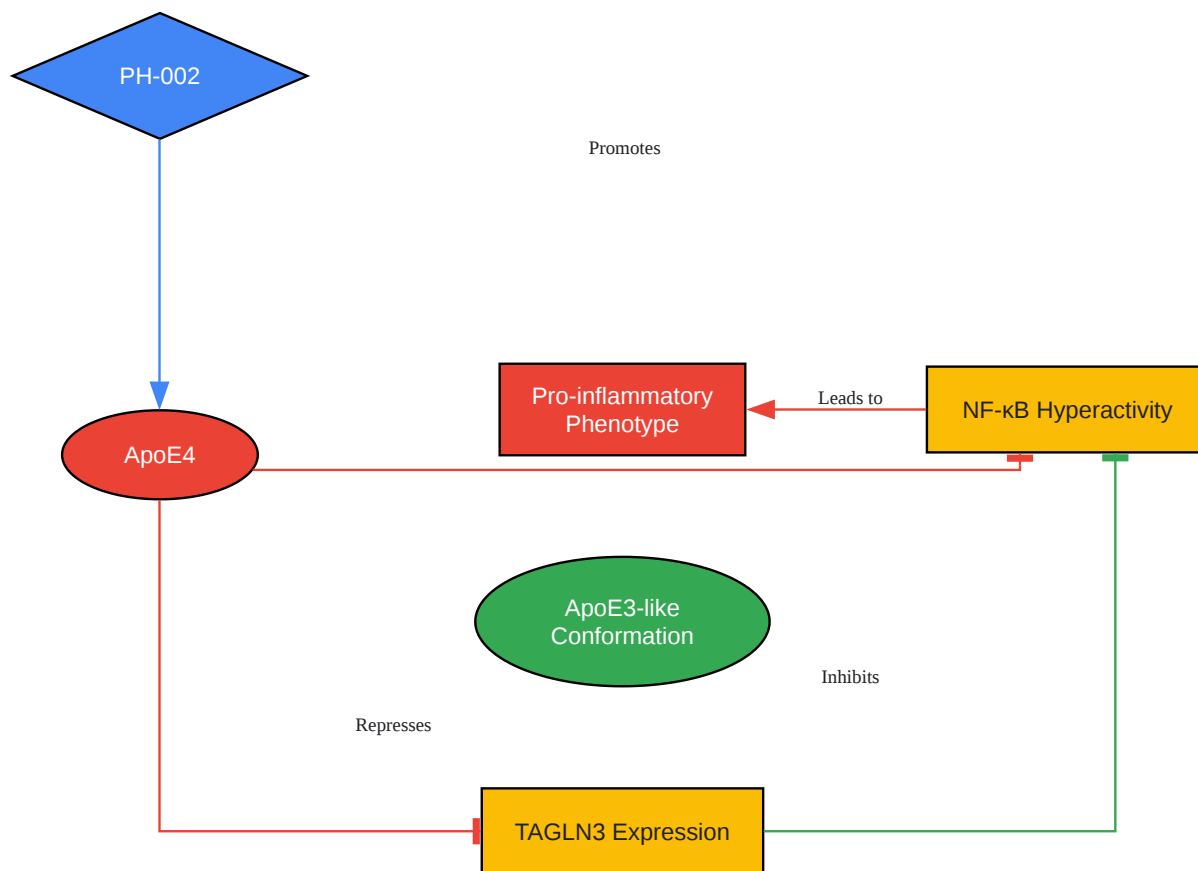 PH-002
Promotes
Pro-inflammatory
Phenotype
Leads to
NF-κB Hyperactivity
ApoE4
ApoE3-like
Conformation
Inhibits
Represses
TAGLN3 Expression